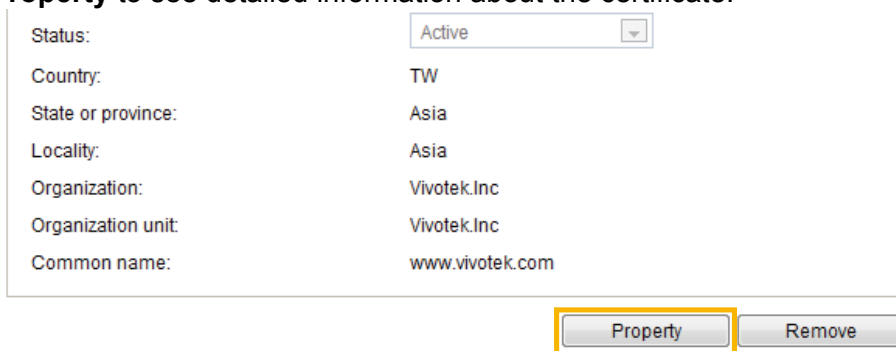 roperty to see detailed information about the certificate.
Status: Active
Country: TW
State or province: Asia
Locality: Asia
Organization: Vivotek.Inc
Organization unit: Vivotek.Inc
Common name: www.vivotek.com
Property Remove